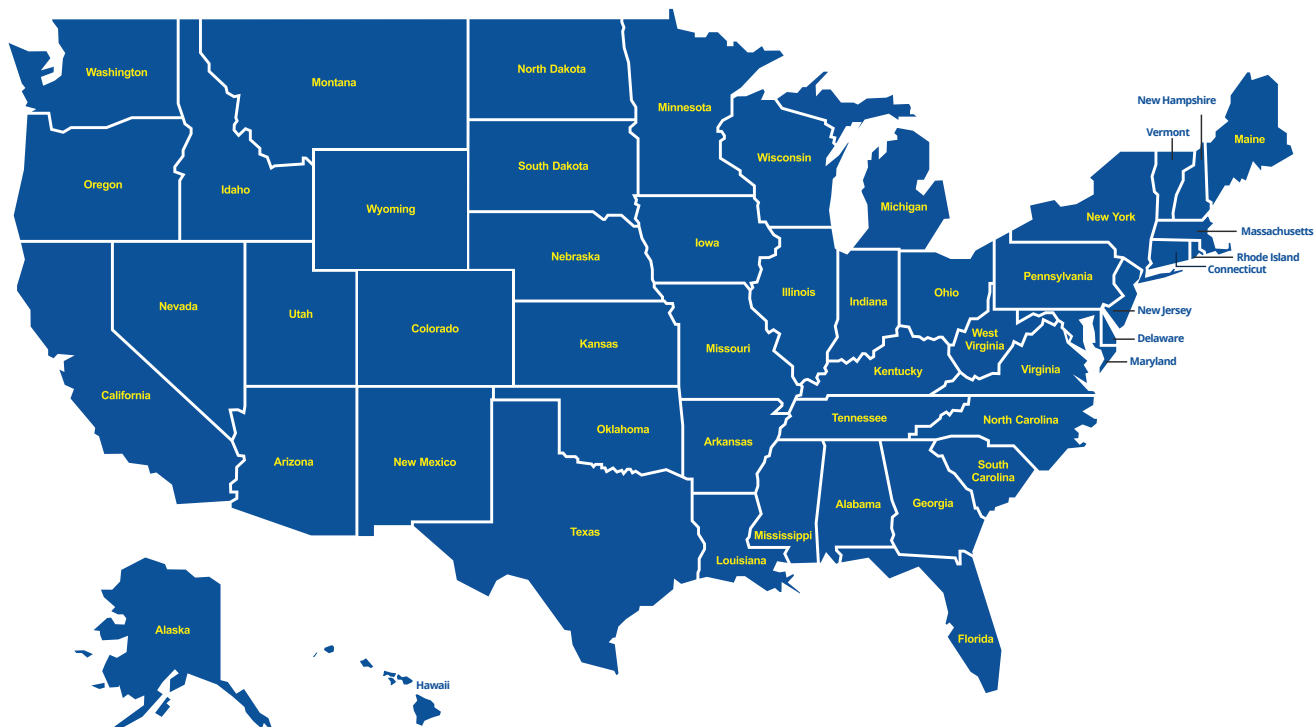 Washington
Montana
North Dakota
Minnesota
New Hampshire
Vermont
Maine
Oregon
Idaho
Wyoming
South Dakota
Wisconsin
Michigan
New York
Massachusetts
Rhode Island
Connecticut
Nebraska
Iowa
Pennsylvania
Nevada
Utah
Colorado
Illinois
Indiana
Ohio
New Jersey
Kansas
Missouri
West
Virginia
Delaware
Maryland
Kentucky
Virginia
California
Oklahoma
Arkansas
Tennessee
North Carolina
Arizona
New Mexico
South
Carolina
Texas
Louisiana
Mississippi
Alabama
Georgia
Alaska
Hawaii
Florida